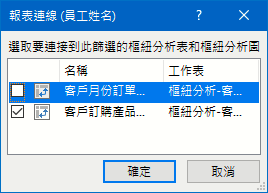 報表連線 (員工姓名)
選取要連接到此篩選的樞紐分析表和樞紐分析圖
名稱 工作表
客戶月份訂單... 樞紐分析-客...
客戶訂購產品... 樞紐分析-客...
確定 取消